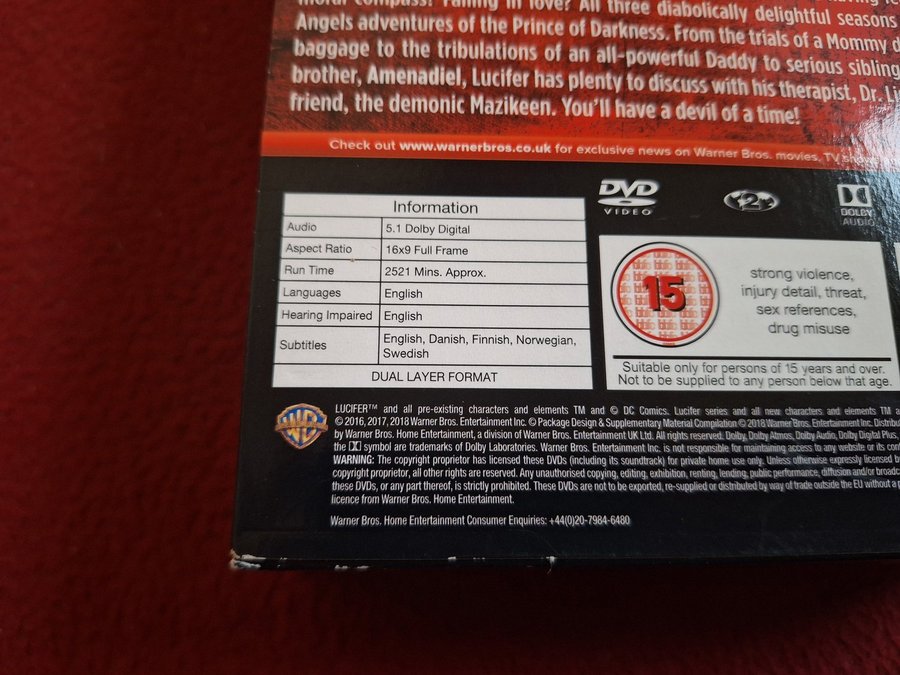 moral compass? Falling in love? All three diabolically delightful seasons
Angels adventures of the Prince of Darkness. From the trials of a Mommy
baggage to the tribulations of an all-powerful Daddy to serious sibling
brother, Amenadiel, Lucifer has plenty to discuss with his therapist, Dr.
friend, the demonic Mazikeen. You'll have a devil of a time!
Check out www.warnerbros.co.uk for exclusive news on Warner Bros. movies, TV shows
Information
Audio 5.1 Dolby Digital
Aspect Ratio 16x9 Full Frame
Run Time 2521 Mins. Approx.
Languages English
Hearing Impaired English
Subtitles English, Danish, Finnish, Norwegian,
Swedish
DUAL LAYER FORMAT
DVD
VIDEO
2
DOLBY
AUDIO
15
strong violence,
injury detail, threat,
sex references,
drug misuse
Suitable only for persons of 15 years and over.
Not to be supplied to any person below that age.
WB
LUCIFER™ and all pre-existing characters and elements TM and © DC Comics. Lucifer series and all new characters and elements TM
© 2016, 2017, 2018 Warner Bros. Entertainment Inc. © Package Design & Supplementary Material Compilation © 2018 Warner Bros. Entertainment Inc.
by Warner Bros. Home Entertainment, a division of Warner Bros. Entertainment UK Ltd. All rights reserved. Dolby, Dolby Atmos, Dolby Audio, Dolby Digital Plus,
the symbol are trademarks of Dolby Laboratories. Warner Bros. Entertainment Inc. is not responsible for maintaining access to any website or its
WARNING: The copyright proprietor has licensed these DVDs (including its soundtrack) for private home use only. Unless otherwise expressly licensed
copyright proprietor, all other rights are reserved. Any unauthorised copying, editing, exhibition, renting, lending, public performance, diffusion and/or
these DVDs, or any part thereof, is strictly prohibited. These DVDs are not to be exported, re-supplied or distributed by way of trade outside the EU without a
licence from Warner Bros. Home Entertainment.
Warner Bros. Home Entertainment Consumer Enquiries: +44(0)20-7984-6480